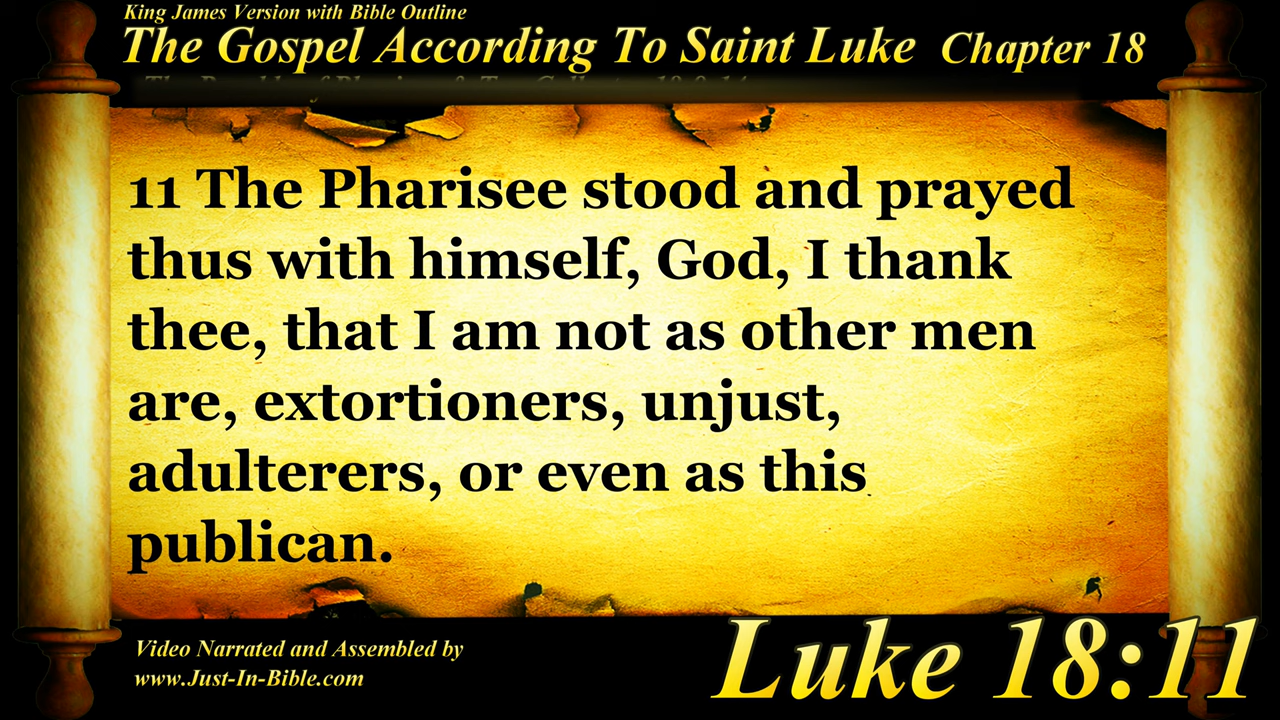 King James Version with Bible Outline
The Gospel According To Saint Luke Chapter 18
11 The Pharisee stood and prayed
thus with himself, God, I thank
thee, that I am not as other men
are, extortioners, unjust,
adulterers, or even as this
publican.
Video Narrated and Assembled by
www.Just-In-Bible.com
Luke 18:11